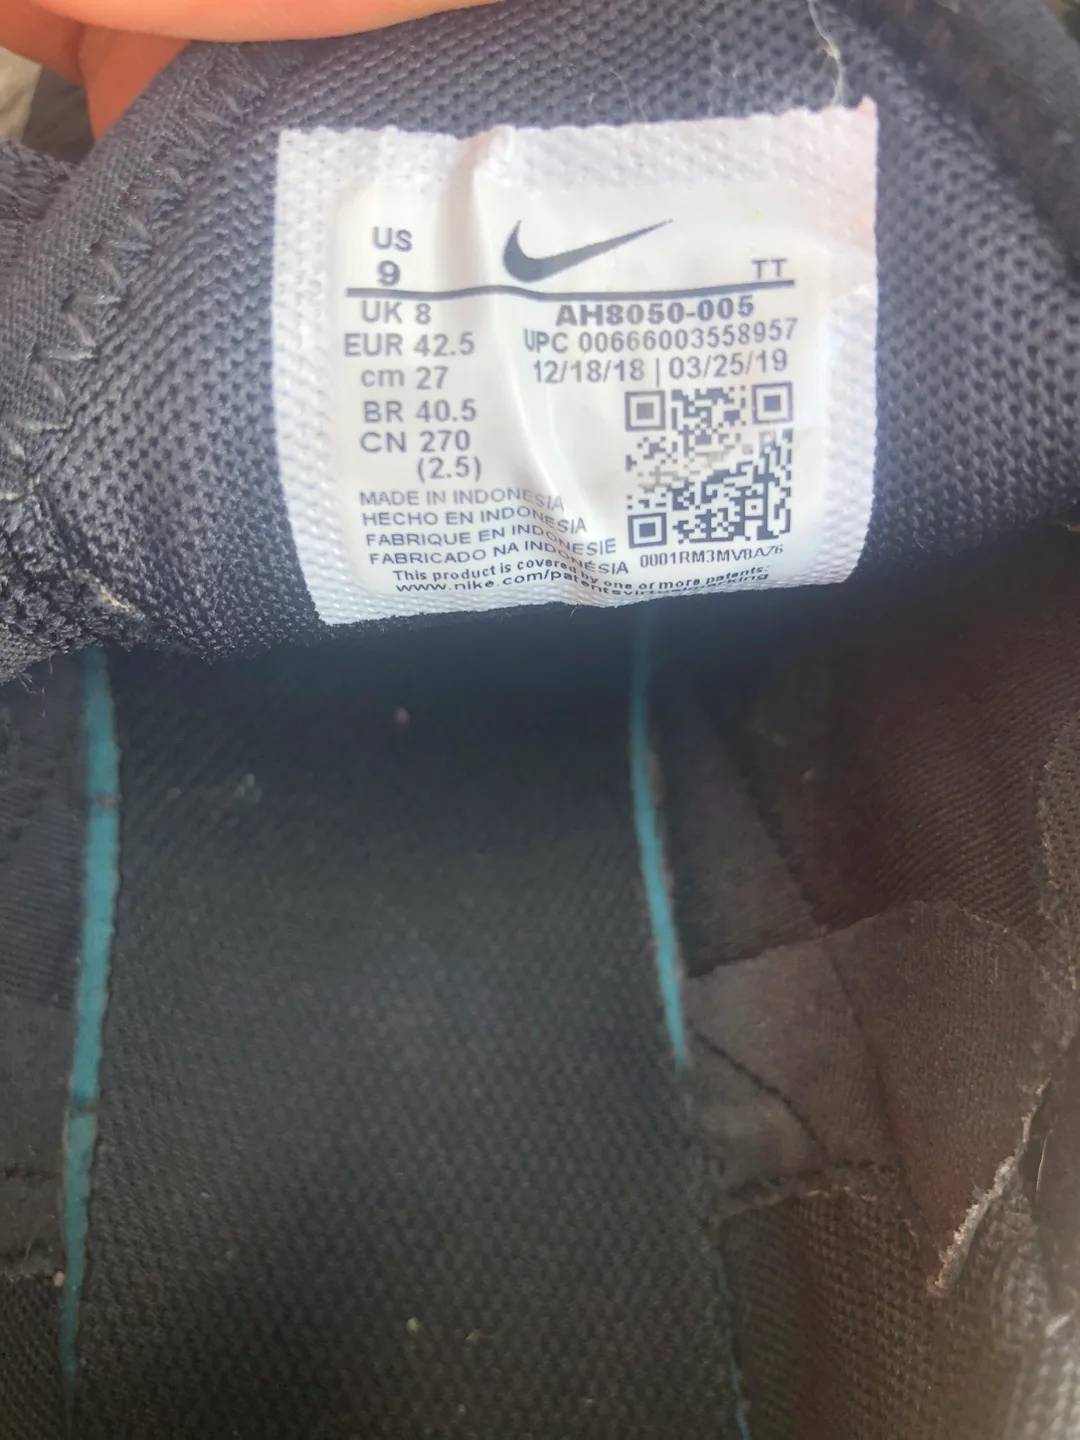 US
9
TT
UK 8
AH8050-005
EUR 42.5
UPC 00666003558957
cm 27
12/18/18 | 03/25/19
BR 40.5
CN 270
(2.5)
MADE IN INDONESIA
HECHO EN INDONESIA
FABRIQUE EN INDONESIE
FABRICADO NA INDONÉSIA
0001RM3MV8A76
This product is covered by one or more patents:
www.nike.com/patentsvirtualmarking